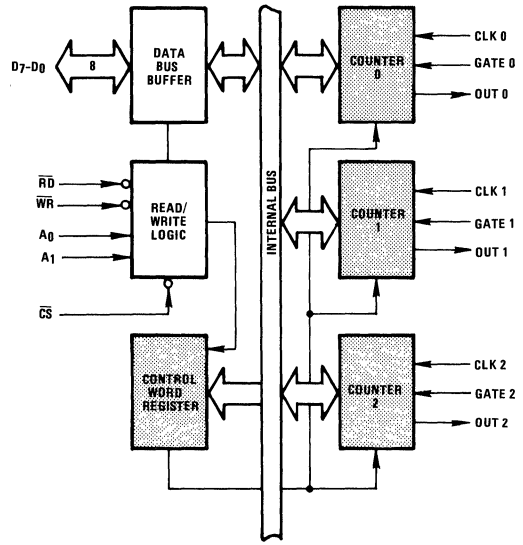 D7-D0
8
DATA
BUS
BUFFER
COUNTER
0
CLK 0
GATE 0
OUT 0
RD
WR
A0
A1
CS
READ/
WRITE
LOGIC
INTERNAL BUS
COUNTER
1
CLK 1
GATE 1
OUT 1
CONTROL
WORD
REGISTER
COUNTER
2
CLK 2
GATE 2
OUT 2